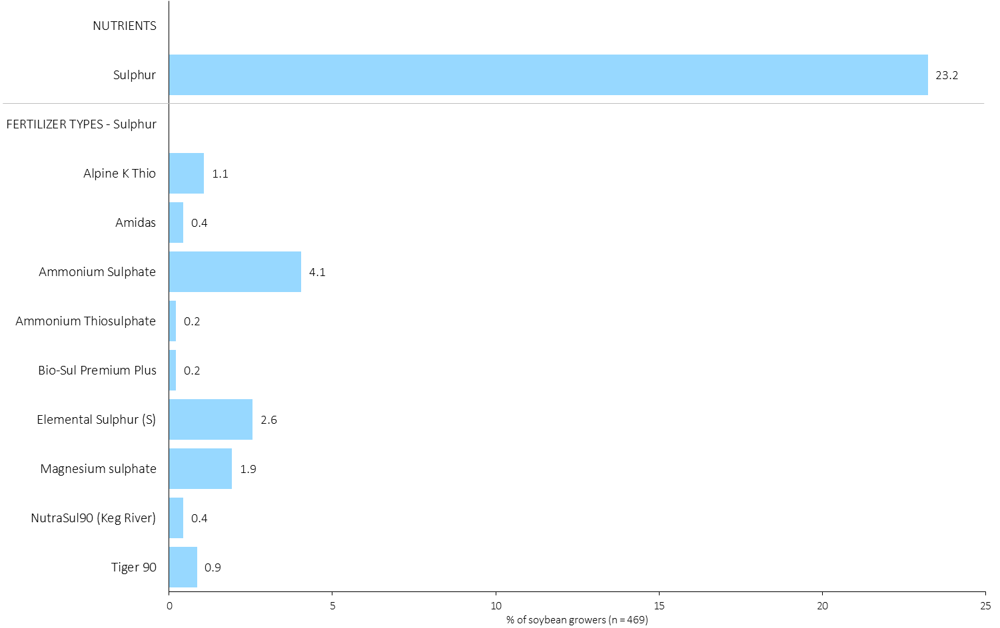 NUTRIENTS
Sulphur 23.2
FERTILIZER TYPES - Sulphur
Alpine K Thio 1.1
Amidas 0.4
Ammonium Sulphate 4.1
Ammonium Thiosulphate 0.2
Bio-Sul Premium Plus 0.2
Elemental Sulphur (S) 2.6
Magnesium sulphate 1.9
NutraSul90 (Keg River) 0.4
Tiger 90 0.9
0 5 10 15 20 25
% of soybean growers (n = 469)